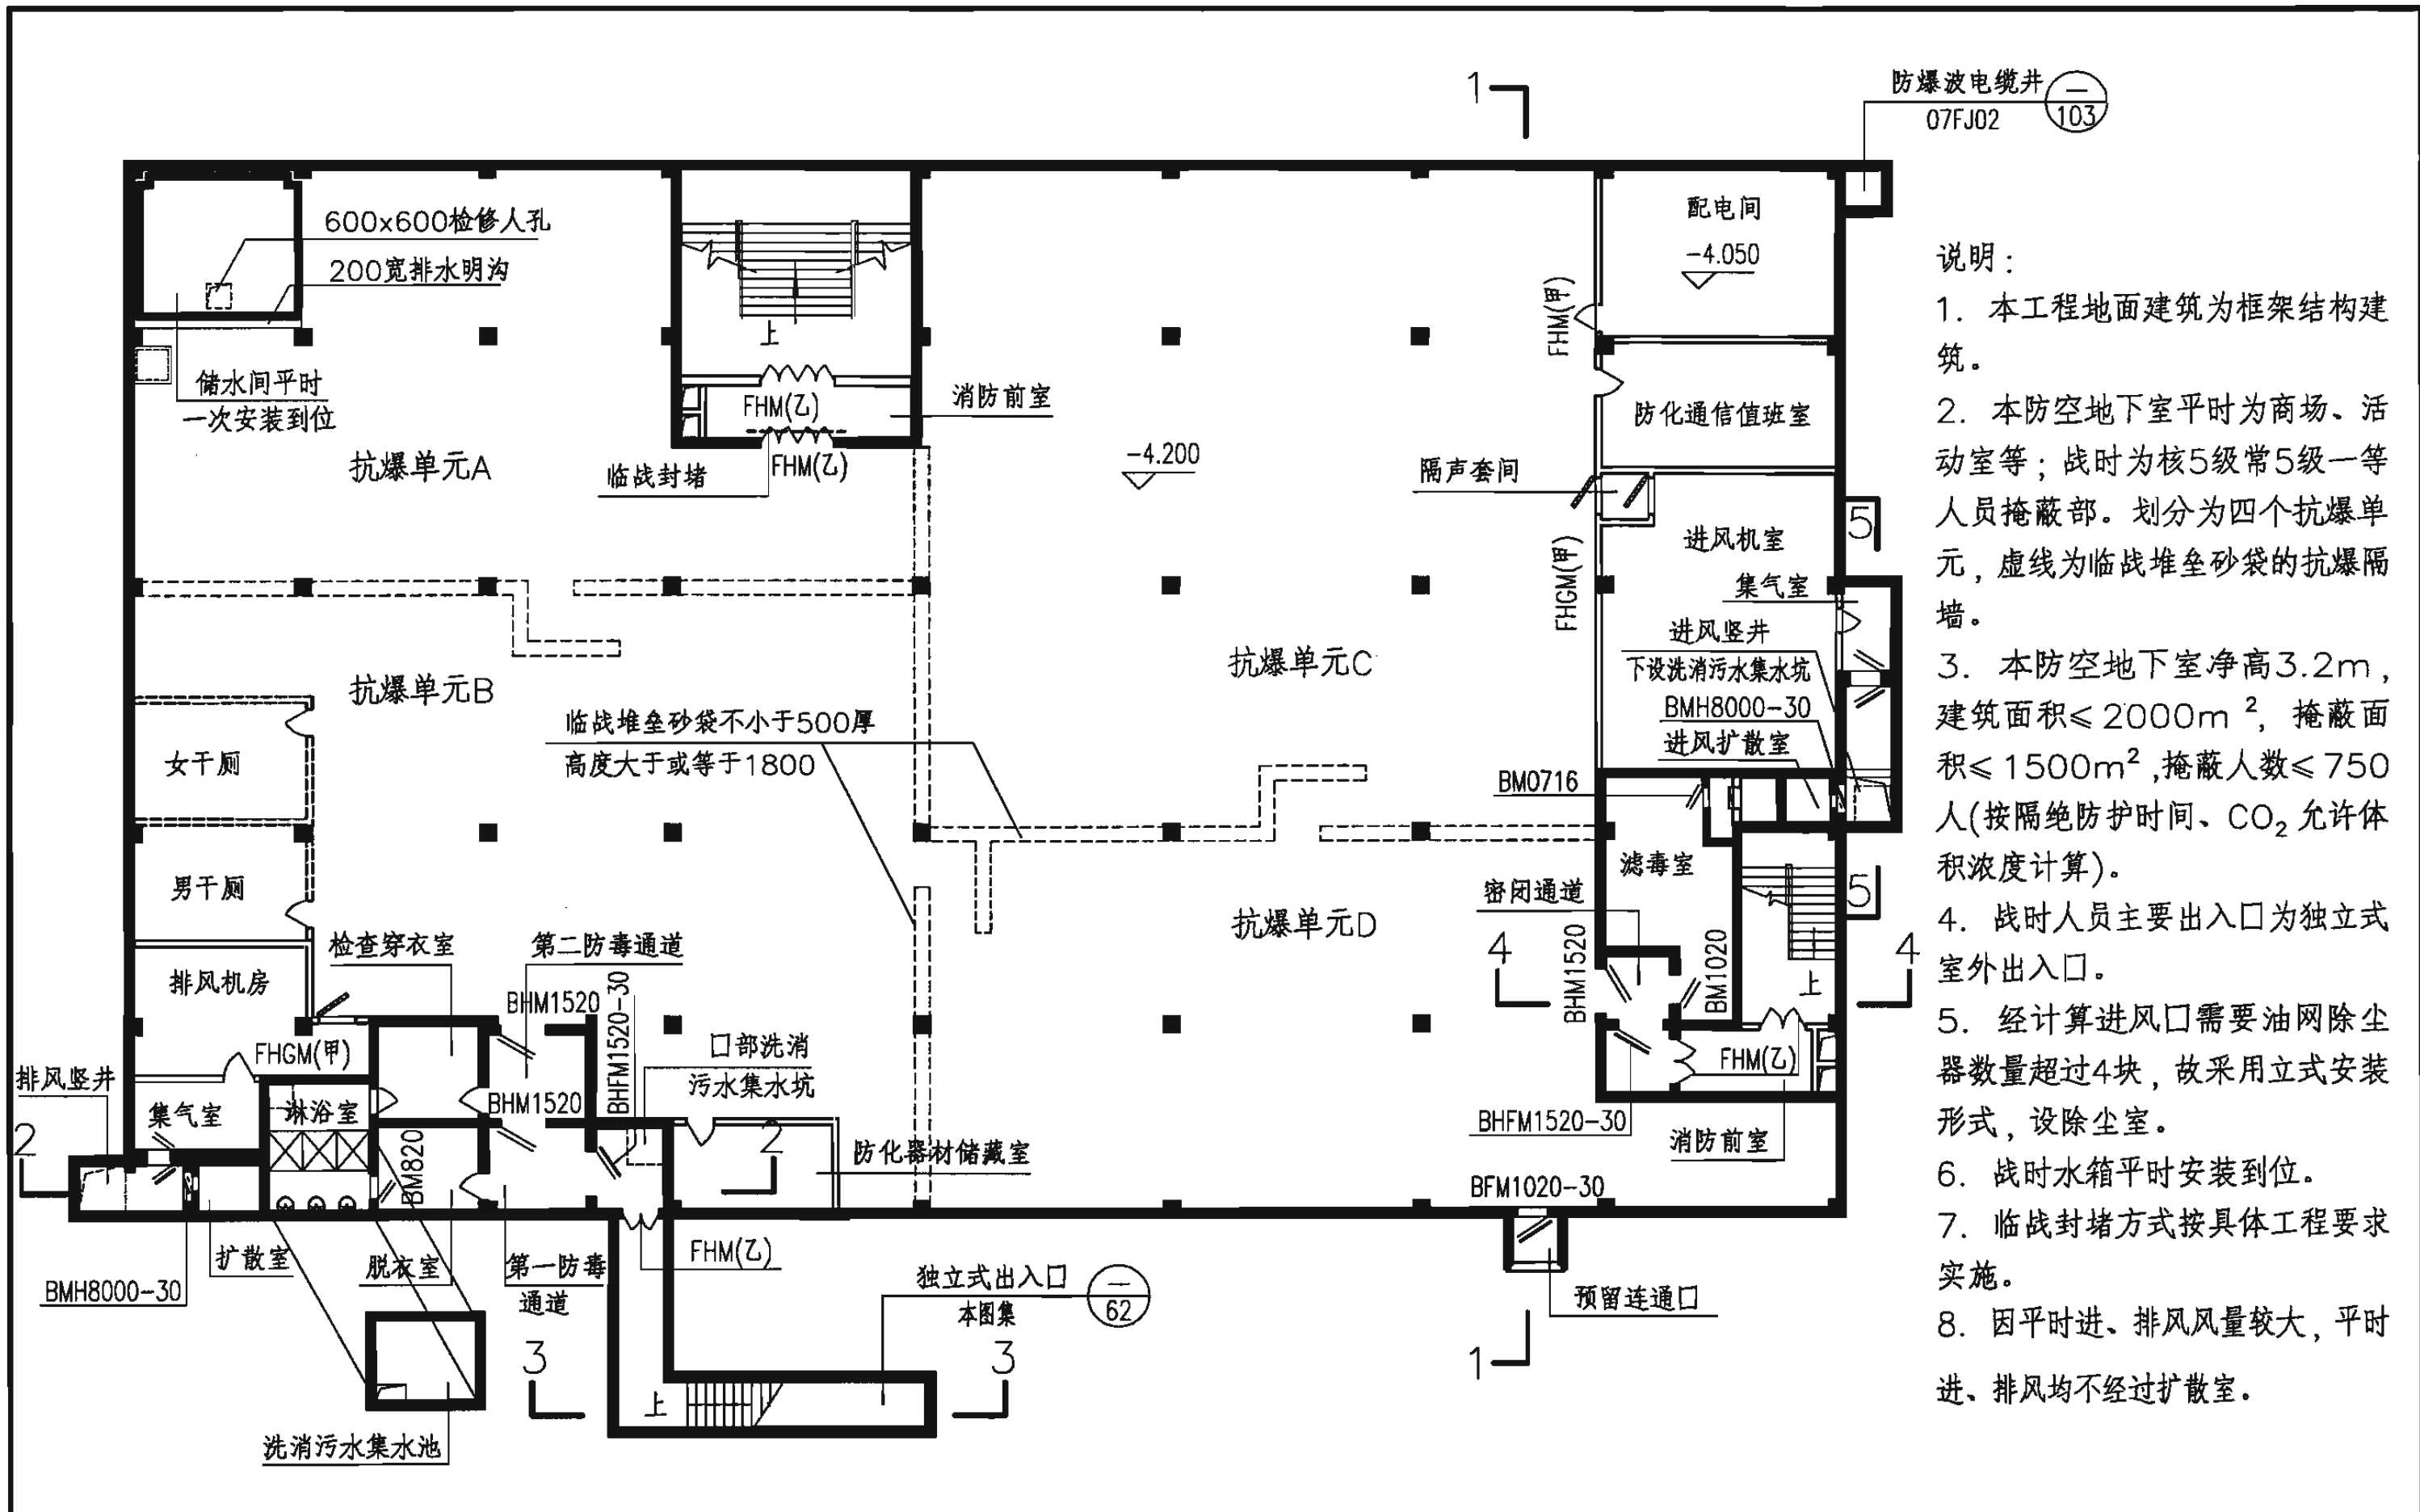 1
防爆波电缆井
07FJ02
—
103
600x600检修人孔
200宽排水明沟
储水间平时
一次安装到位
上
FHM(乙)
消防前室
临战封堵
FHM(乙)
-4.200
抗爆单元A
配电间
-4.050
FHM(甲)
防化通信值班室
隔声套间
进风机室
FHGM(甲)
集气室
5
进风竖井
下设洗消污水集水坑
BMH8000-30
进风扩散室
抗爆单元B
抗爆单元C
临战堆垒砂袋不小于500厚
高度大于或等于1800
女干厕
男干厕
BM0716
滤毒室
密闭通道
抗爆单元D
5
4
4
BHM1520
BM1020
上
FHM(乙)
BHFM1520-30
消防前室
检查穿衣室
第二防毒通道
排风机房
BHM1520
BHFM1520-30
FHGM(甲)
口部洗消
污水集水坑
排风竖井
集气室
淋浴室
BHM1520
BM820
2
2
防化器材储藏室
BFM1020-30
扩散室
脱衣室
第一防毒
通道
FHM(乙)
BMH8000-30
独立式出入口
本图集
—
62
预留连通口
3
3
1
上
洗消污水集水池
说明：
1. 本工程地面建筑为框架结构建
筑。
2. 本防空地下室平时为商场、活
动室等；战时为核5级常5级一等
人员掩蔽部。划分为四个抗爆单
元，虚线为临战堆垒砂袋的抗爆隔
墙。
3. 本防空地下室净高3.2m，
建筑面积≤2000m²，掩蔽面
积≤1500m²,掩蔽人数≤750
人(按隔绝防护时间、CO₂允许体
积浓度计算)。
4. 战时人员主要出入口为独立式
室外出入口。
5. 经计算进风口需要油网除尘
器数量超过4块，故采用立式安装
形式，设除尘室。
6. 战时水箱平时安装到位。
7. 临战封堵方式按具体工程要求
实施。
8. 因平时进、排风风量较大，平时
进、排风均不经过扩散室。